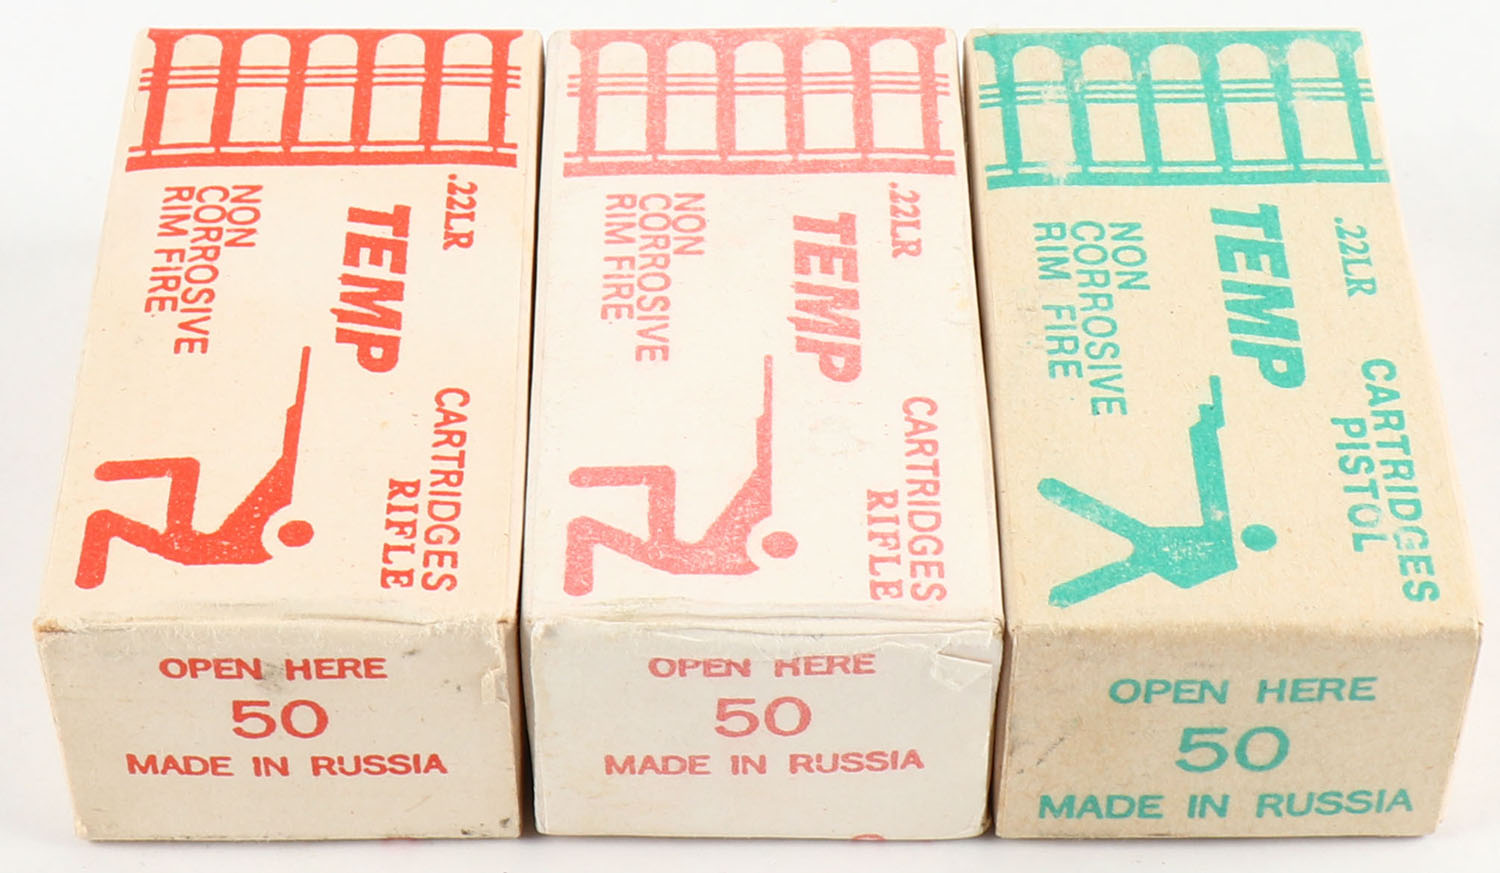 .22LR
CARTRIDGES
RIFLE
TEMP
NON
CORROSIVE
RIM FIRE
OPEN HERE
50
MADE IN RUSSIA
.22LR
CARTRIDGES
RIFLE
TEMP
NON
CORROSIVE
RIM FIRE
OPEN HERE
50
MADE IN RUSSIA
.22LR
CARTRIDGES
PISTOL
TEMP
NON
CORROSIVE
RIM FIRE
OPEN HERE
50
MADE IN RUSSIA